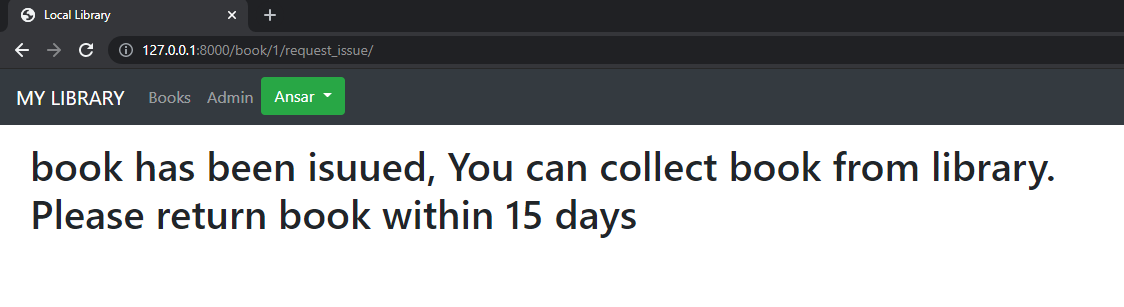 Local Library
127.0.0.1:8000/book/1/request_issue/
MY LIBRARY Books Admin Ansar
book has been isuued, You can collect book from library.
Please return book within 15 days